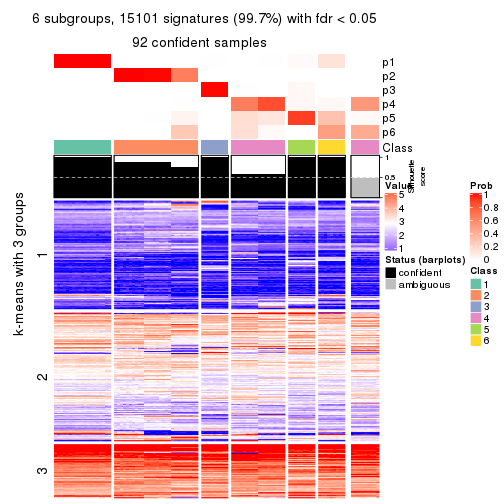 6 subgroups, 15101 signatures (99.7%) with fdr < 0.05
92 confident samples
p1
p2
p3
p4
p5
p6
Class
1
0.5
0
Silhouette
score
k-means with 3 groups
1
2
3
Value
5
4
3
2
1
Status (barplots)
confident
ambiguous
Prob
1
0.8
0.6
0.4
0.2
0
Class
1
2
3
4
5
6